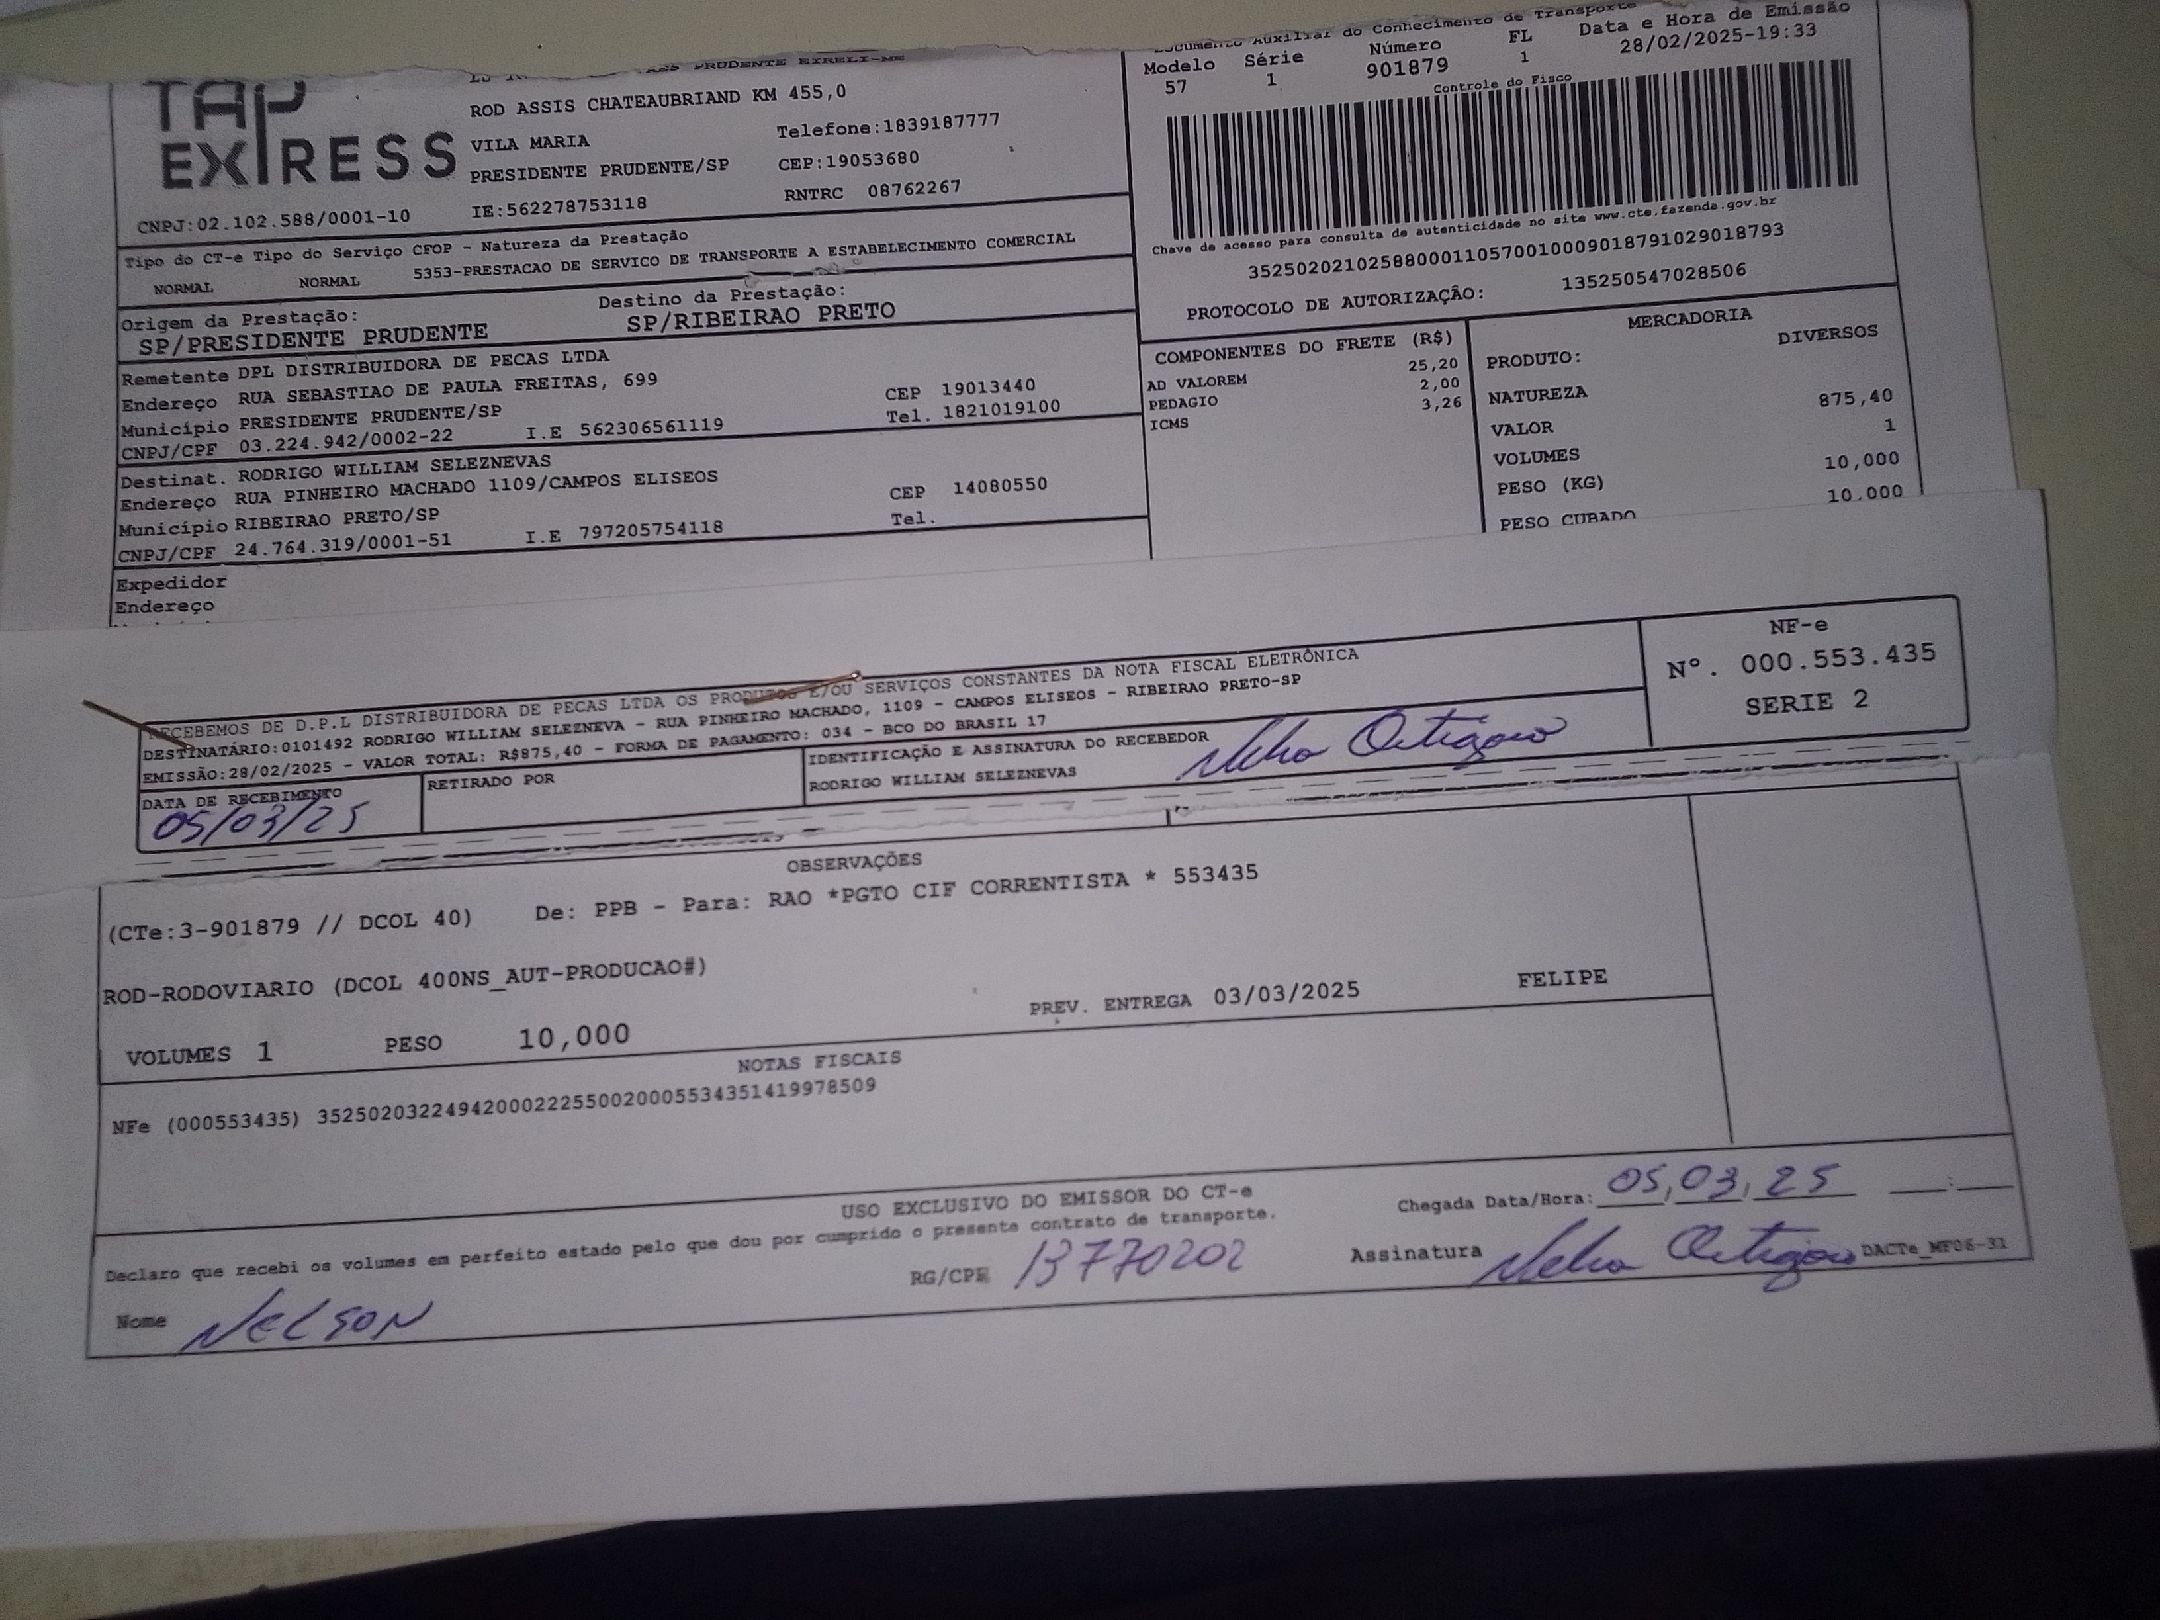 TAP
EXPRESS
PRUDENTE EIRELI-ME
ROD ASSIS CHATEAUBRIAND KM 455,0
VILA MARIA Telefone:1839187777
PRESIDENTE PRUDENTE/SP CEP:19053680
CNPJ:02.102.588/0001-10 IE:562278753118 RNTRC 08762267
Documento Auxiliar do Conhecimento de Transporte
Modelo Série Número FL Data e Hora de Emissão
57 1 901879 1 28/02/2025-19:33
Controle do Fisco
Chave de acesso para consulta de autenticidade no site www.cte.fazenda.gov.br
35250202102588000110570010009018791029018793
PROTOCOLO DE AUTORIZAÇÃO: 135250547028506
Tipo do CT-e Tipo do Serviço CFOP - Natureza da Prestação
NORMAL NORMAL 5353-PRESTACAO DE SERVICO DE TRANSPORTE A ESTABELECIMENTO COMERCIAL
Origem da Prestação: Destino da Prestação:
SP/PRESIDENTE PRUDENTE SP/RIBEIRAO PRETO
Remetente DPL DISTRIBUIDORA DE PECAS LTDA
Endereço RUA SEBASTIAO DE PAULA FREITAS, 699 CEP 19013440
Município PRESIDENTE PRUDENTE/SP Tel. 1821019100
CNPJ/CPF 03.224.942/0002-22 I.E 562306561119
Destinat. RODRIGO WILLIAM SELEZNEVAS
Endereço RUA PINHEIRO MACHADO 1109/CAMPOS ELISEOS CEP 14080550
Município RIBEIRAO PRETO/SP Tel.
CNPJ/CPF 24.764.319/0001-51 I.E 797205754118
Expedidor
Endereço
COMPONENTES DO FRETE (R$)
25,20
AD VALOREM 2,00
PEDAGIO 3,26
ICMS
MERCADORIA
PRODUTO: DIVERSOS
NATUREZA
VALOR 875,40
VOLUMES 1
PESO (KG) 10,000
PESO CUBADO 10.000
RECEBEMOS DE D.P.L DISTRIBUIDORA DE PECAS LTDA OS PRODUTOS E/OU SERVIÇOS CONSTANTES DA NOTA FISCAL ELETRÔNICA
DESTINATÁRIO:0101492 RODRIGO WILLIAM SELEZNEVA - RUA PINHEIRO MACHADO, 1109 - CAMPOS ELISEOS - RIBEIRAO PRETO-SP
EMISSÃO:28/02/2025 - VALOR TOTAL: R$875,40 - FORMA DE PAGAMENTO: 034 - BCO DO BRASIL 17
NF-e
Nº. 000.553.435
SERIE 2
DATA DE RECEBIMENTO
05/03/25
RETIRADO POR
IDENTIFICAÇÃO E ASSINATURA DO RECEBEDOR
RODRIGO WILLIAM SELEZNEVAS
OBSERVAÇÕES
(CTe:3-901879 // DCOL 40) De: PPB - Para: RAO *PGTO CIF CORRENTISTA * 553435
ROD-RODOVIARIO (DCOL 400NS_AUT-PRODUCAO#)
VOLUMES 1 PESO 10,000 PREV. ENTREGA 03/03/2025 FELIPE
NOTAS FISCAIS
NFe (000553435) 35250203224942000222550020005534351419978509
USO EXCLUSIVO DO EMISSOR DO CT-e
Declaro que recebi os volumes em perfeito estado pelo que dou por cumprido o presente contrato de transporte.
Chegada Data/Hora: 05,03,25 :
Nome NELSON RG/CPF 13770202 Assinatura DACTe_MF06-31